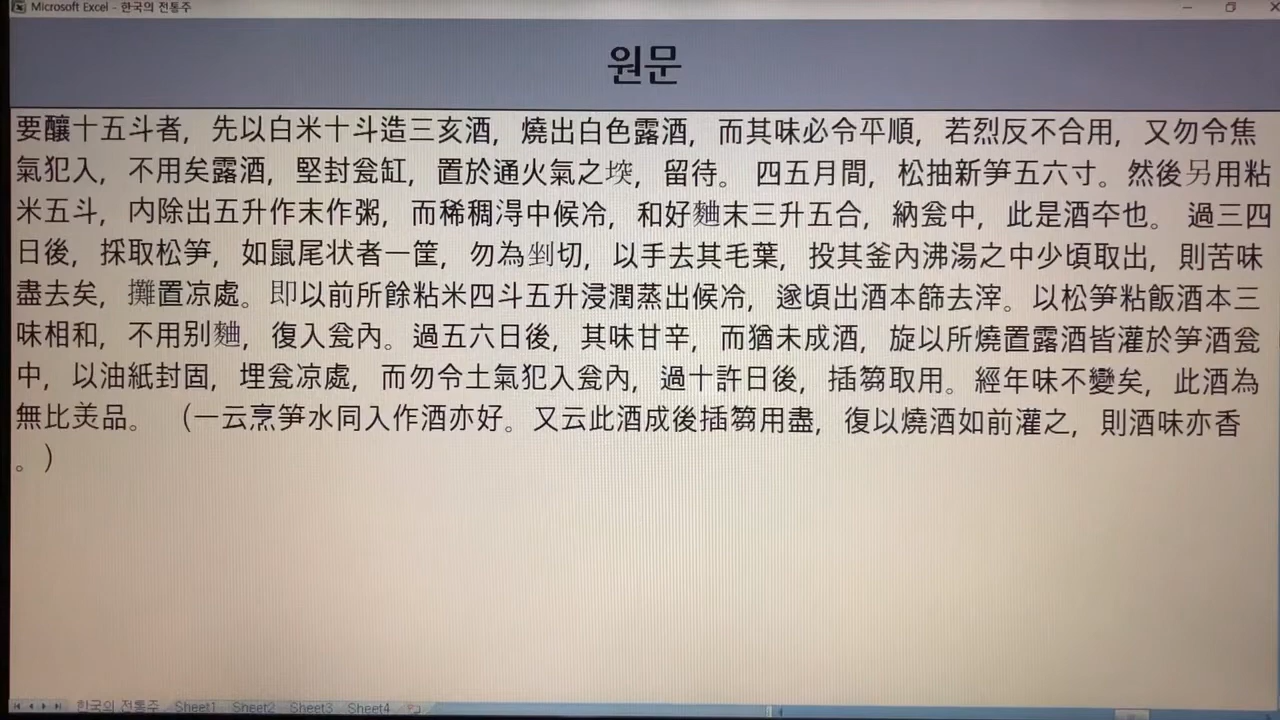 Microsoft Excel - 한국의 전통주
원문
要釀十五斗者, 先以白米十斗造三亥酒, 燒出白色露酒, 而其味必令平順, 若烈反不合用, 又勿令焦
氣犯入, 不用矣露酒, 堅封瓮缸, 置於通火氣之堗, 留待。 四五月間, 松抽新笋五六寸。然後另用粘
米五斗, 内除出五升作末作粥, 而稀稠淂中候冷, 和好麯末三升五合, 納瓮中, 此是酒夲也。 過三四
日後, 採取松笋, 如鼠尾状者一筐, 勿為剉切, 以手去其毛葉, 投其釜內沸湯之中少頃取出, 則苦味
盡去矣, 攤置凉處。即以前所餘粘米四斗五升浸潤蒸出候冷, 遂頃出酒本篩去滓。以松笋粘飯酒本三
味相和, 不用别麯, 復入瓮內。過五六日後, 其味甘辛, 而猶未成酒, 旋以所燒置露酒皆灌於笋酒瓮
中, 以油紙封固, 埋瓮凉處, 而勿令土氣犯入瓮內, 過十許日後, 插篘取用。經年味不變矣, 此酒為
無比羙品。 (一云烹笋水同入作酒亦好。又云此酒成後插篘用盡, 復以燒酒如前灌之, 則酒味亦香
。)
한국의 전통주 Sheet1 Sheet2 Sheet3 Sheet4